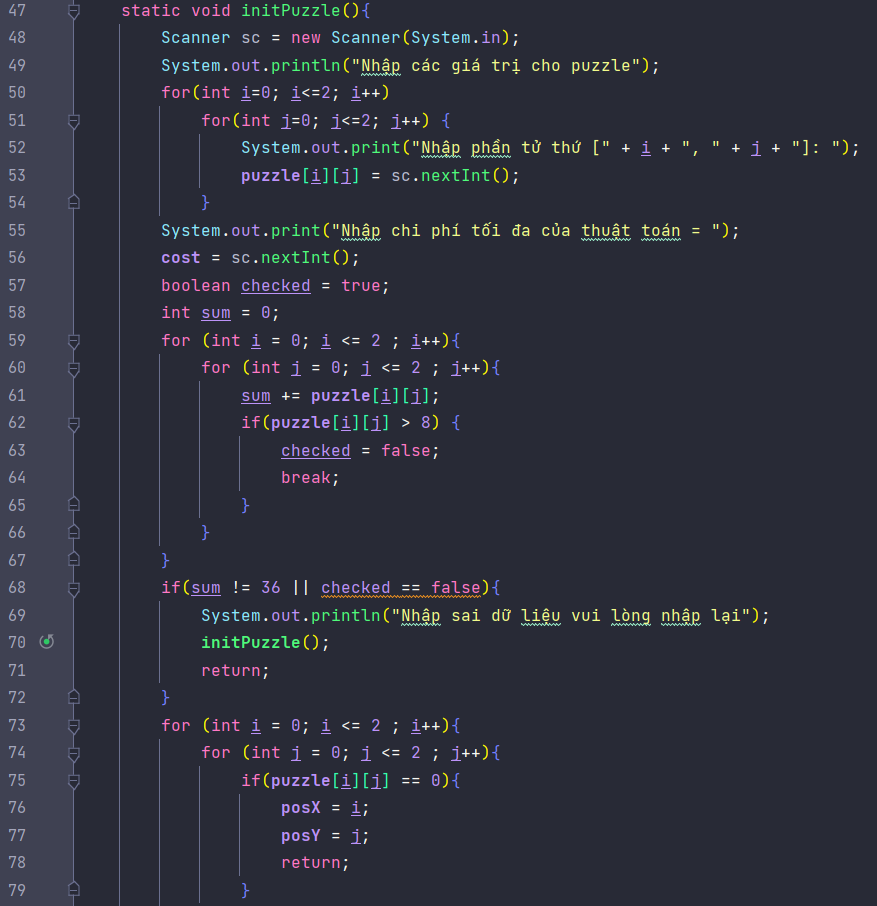 47 static void initPuzzle(){
48 Scanner sc = new Scanner(System.in);
49 System.out.println("Nhập các giá trị cho puzzle");
50 for(int i=0; i<=2; i++)
51 for(int j=0; j<=2; j++) {
52 System.out.print("Nhập phần tử thứ [" + i + ", " + j + "]: ");
53 puzzle[i][j] = sc.nextInt();
54 }
55 System.out.print("Nhập chi phí tối đa của thuật toán = ");
56 cost = sc.nextInt();
57 boolean checked = true;
58 int sum = 0;
59 for (int i = 0; i <= 2 ; i++){
60 for (int j = 0; j <= 2 ; j++){
61 sum += puzzle[i][j];
62 if(puzzle[i][j] > 8) {
63 checked = false;
64 break;
65 }
66 }
67 }
68 if(sum != 36 || checked == false){
69 System.out.println("Nhập sai dữ liệu vui lòng nhập lại");
70 initPuzzle();
71 return;
72 }
73 for (int i = 0; i <= 2 ; i++){
74 for (int j = 0; j <= 2 ; j++){
75 if(puzzle[i][j] == 0){
76 posX = i;
77 posY = j;
78 return;
79 }